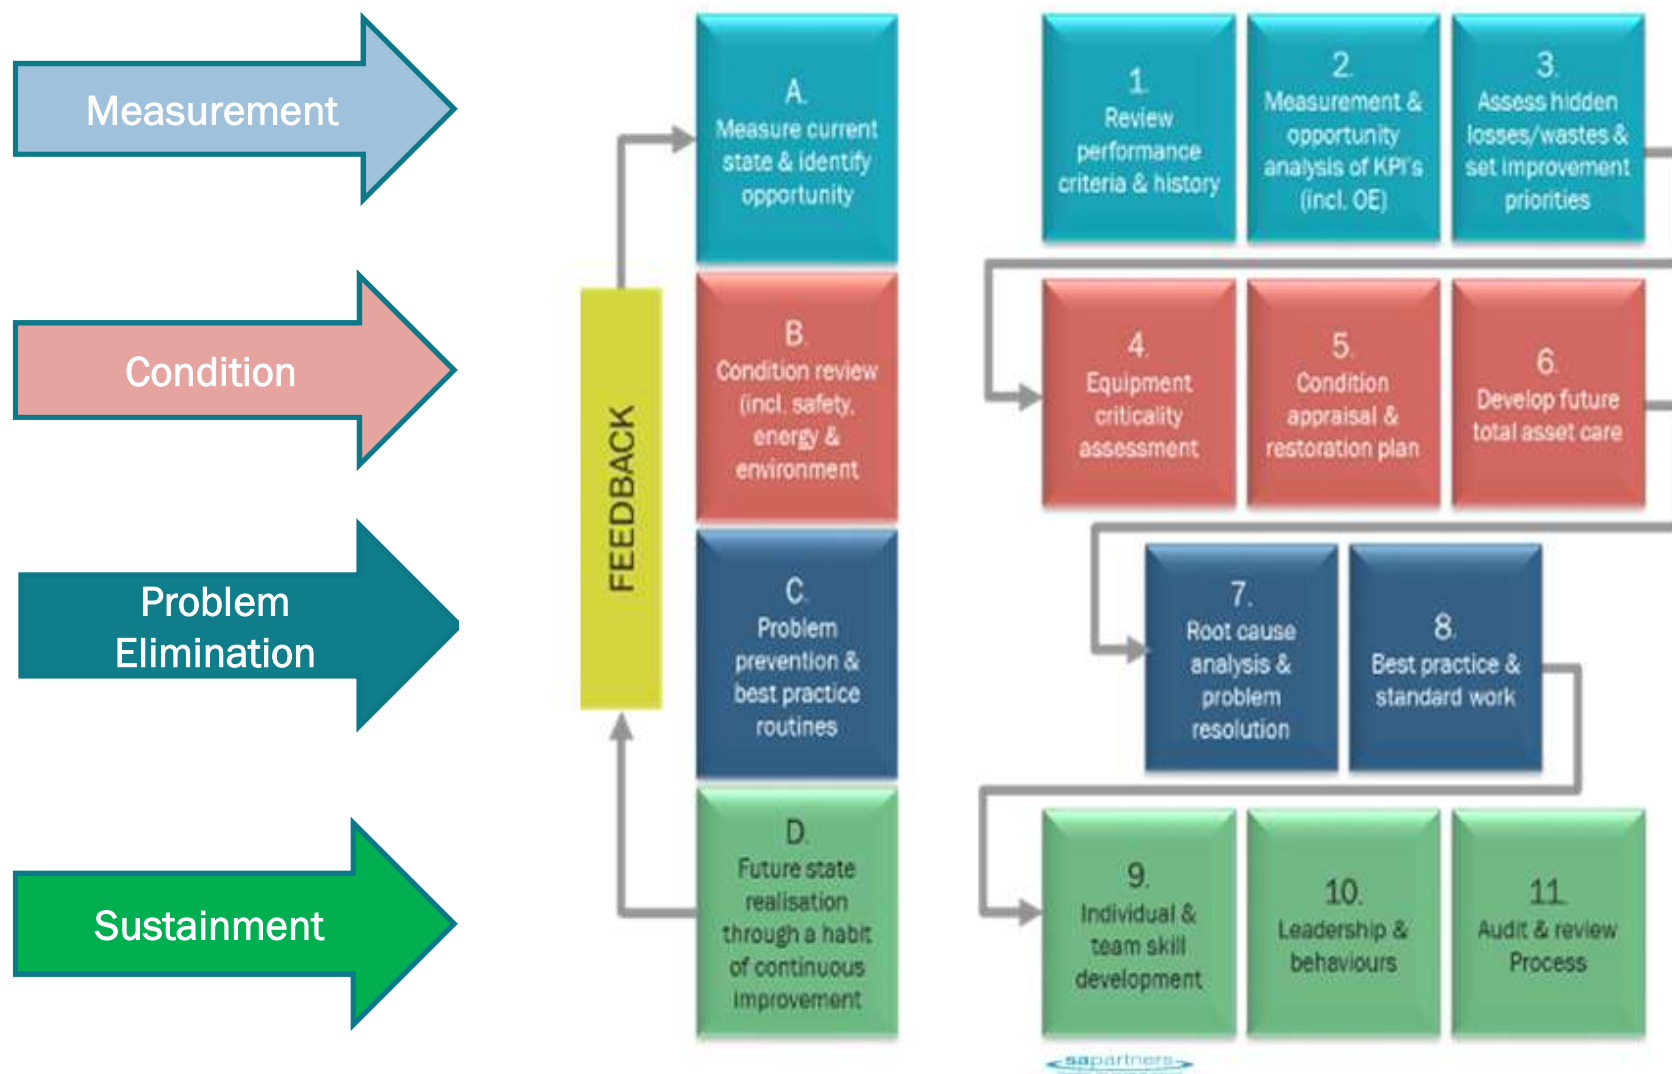 Measurement
Condition
Problem
Elimination
Sustainment
FEEDBACK
A.
Measure current
state & identify
opportunity
B.
Condition review
(incl. safety,
energy &
environment
C.
Problem
prevention &
best practice
routines
D.
Future state
realisation
through a habit
of continuous
improvement
1.
Review
performance
criteria & history
2.
Measurement &
opportunity
analysis of KPI's
(incl. OE)
3.
Assess hidden
losses/wastes &
set improvement
priorities
4.
Equipment
criticality
assessment
5.
Condition
appraisal &
restoration plan
6.
Develop future
total asset care
7.
Root cause
analysis &
problem
resolution
8.
Best practice &
standard work
9.
Individual &
team skill
development
10.
Leadership &
behaviours
11.
Audit & review
Process
sapartners